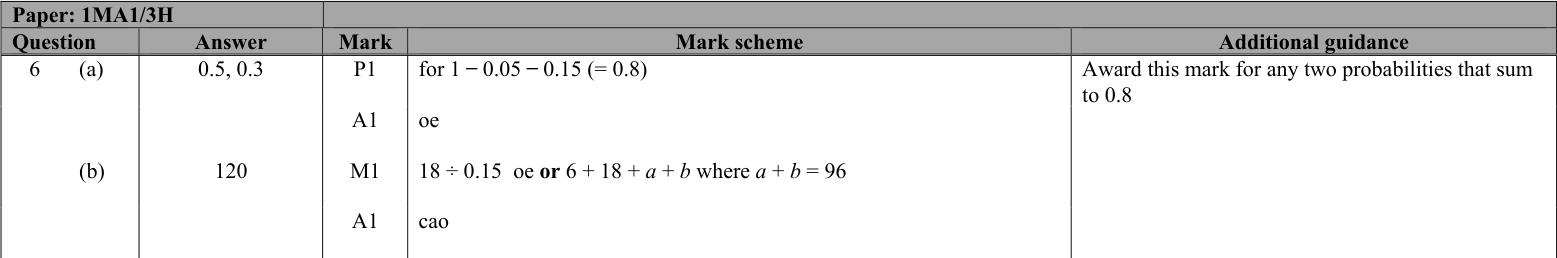 Paper: 1MA1/3H
Question Answer Mark Mark scheme Additional guidance
6 (a) 0.5, 0.3 P1 for 1 − 0.05 − 0.15 (= 0.8) Award this mark for any two probabilities that sum
to 0.8
A1 oe
(b) 120 M1 18 ÷ 0.15 oe or 6 + 18 + a + b where a + b = 96
A1 cao